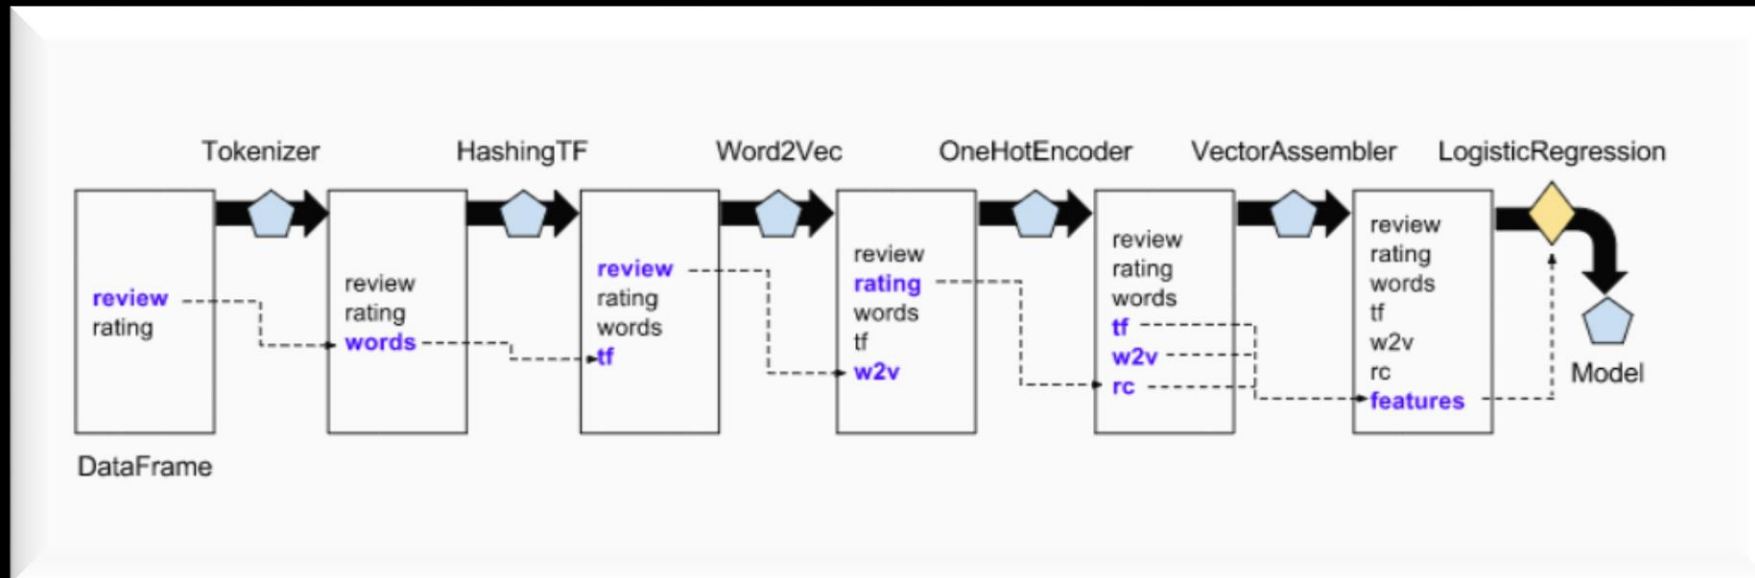 Tokenizer
HashingTF
Word2Vec
OneHotEncoder
VectorAssembler
LogisticRegression
review
rating
review
rating
words
review
rating
words
tf
review
rating
words
tf
w2v
review
rating
words
tf
w2v
rc
review
rating
words
tf
w2v
rc
features
Model
DataFrame